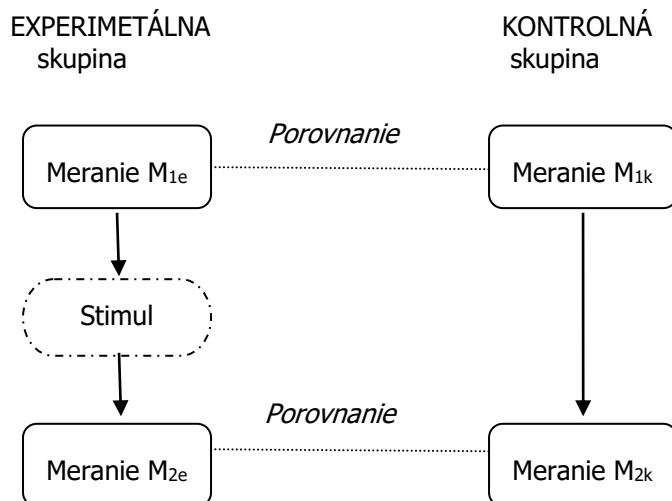 EXPERIMETÁLNA
skupina
KONTROLNÁ
skupina
Porovnanie
Meranie M1e
Meranie M1k
Stimul
Porovnanie
Meranie M2e
Meranie M2k